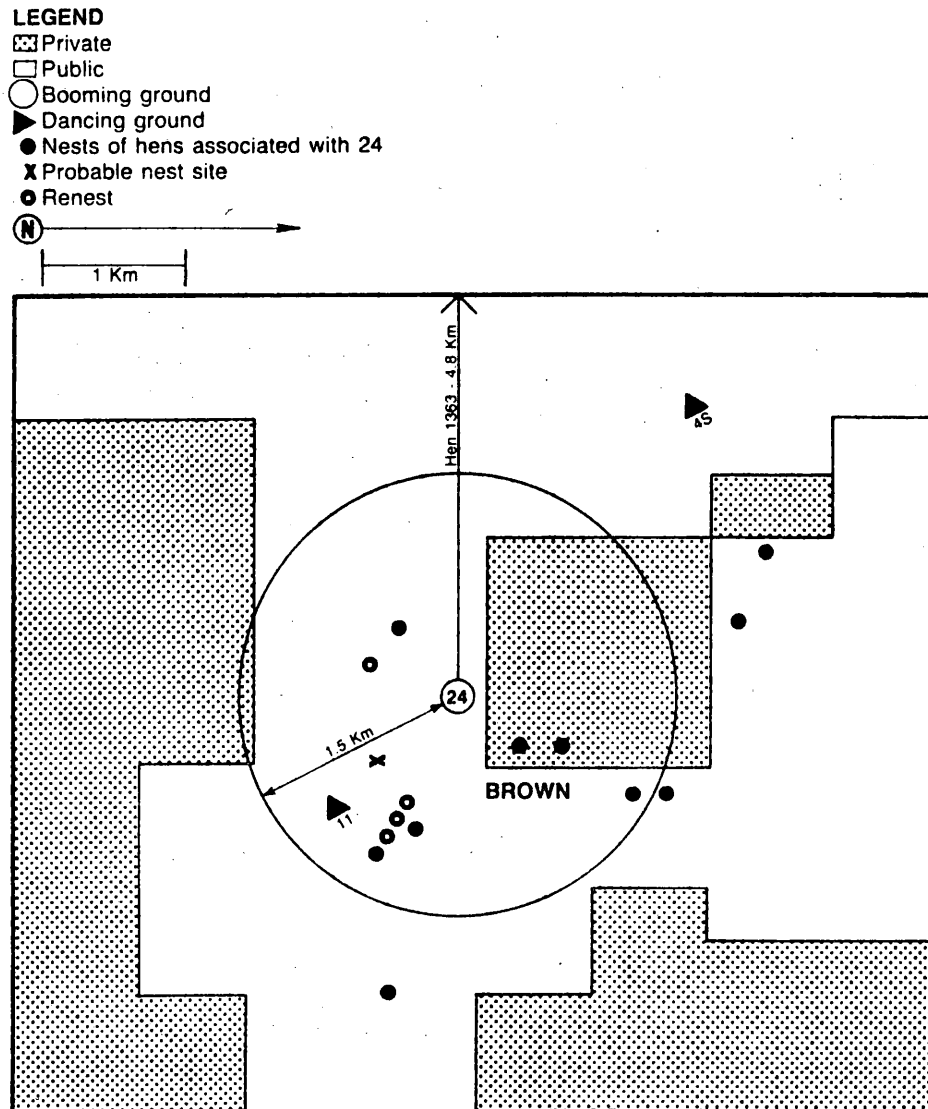 LEGEND
Private
Public
Booming ground
Dancing ground
Nests of hens associated with 24
Probable nest site
Renest
N
1 Km
Hen 1363 - 4.8 Km
4S
24
1.5 Km
BROWN
11